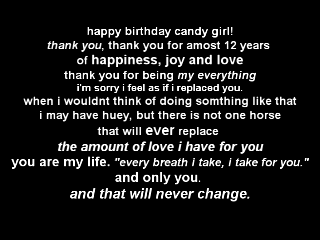 happy birthday candy girl!
thank you, thank you for amost 12 years
of happiness, joy and love
thank you for being my everything
i'm sorry i feel as if i replaced you.
when i wouldnt think of doing somthing like that
i may have huey, but there is not one horse
that will ever replace
the amount of love i have for you
you are my life. "every breath i take, i take for you."
and only you.
and that will never change.